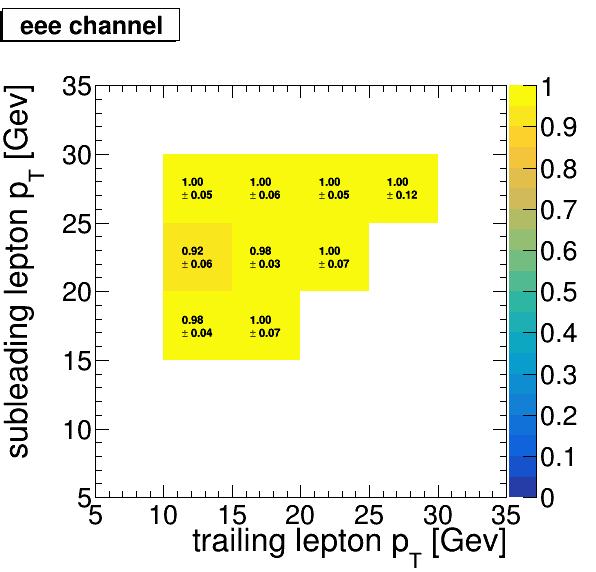 eee channel
subleading lepton p_T [Gev]
35
30
25
20
15
10
5
1.00 1.00 1.00 1.00
± 0.05 ± 0.06 ± 0.05 ± 0.12
0.92 0.98 1.00
± 0.06 ± 0.03 ± 0.07
0.98 1.00
± 0.04 ± 0.07
5 10 15 20 25 30 35
trailing lepton p_T [Gev]
1
0.9
0.8
0.7
0.6
0.5
0.4
0.3
0.2
0.1
0